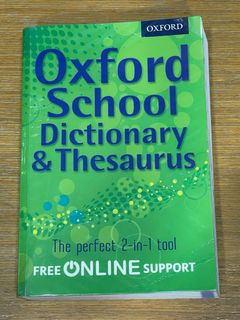 OXFORD
Oxford
School
Dictionary
& Thesaurus
The perfect 2-in-1 tool
FREE ONLINE SUPPORT